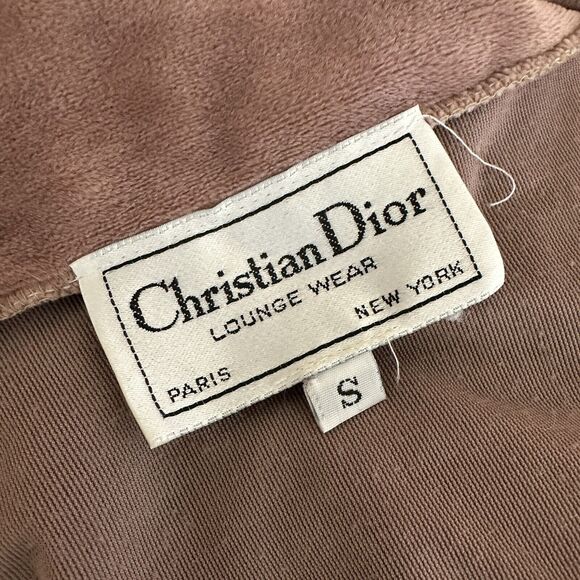 Christian Dior
LOUNGE WEAR
PARIS NEW YORK
S